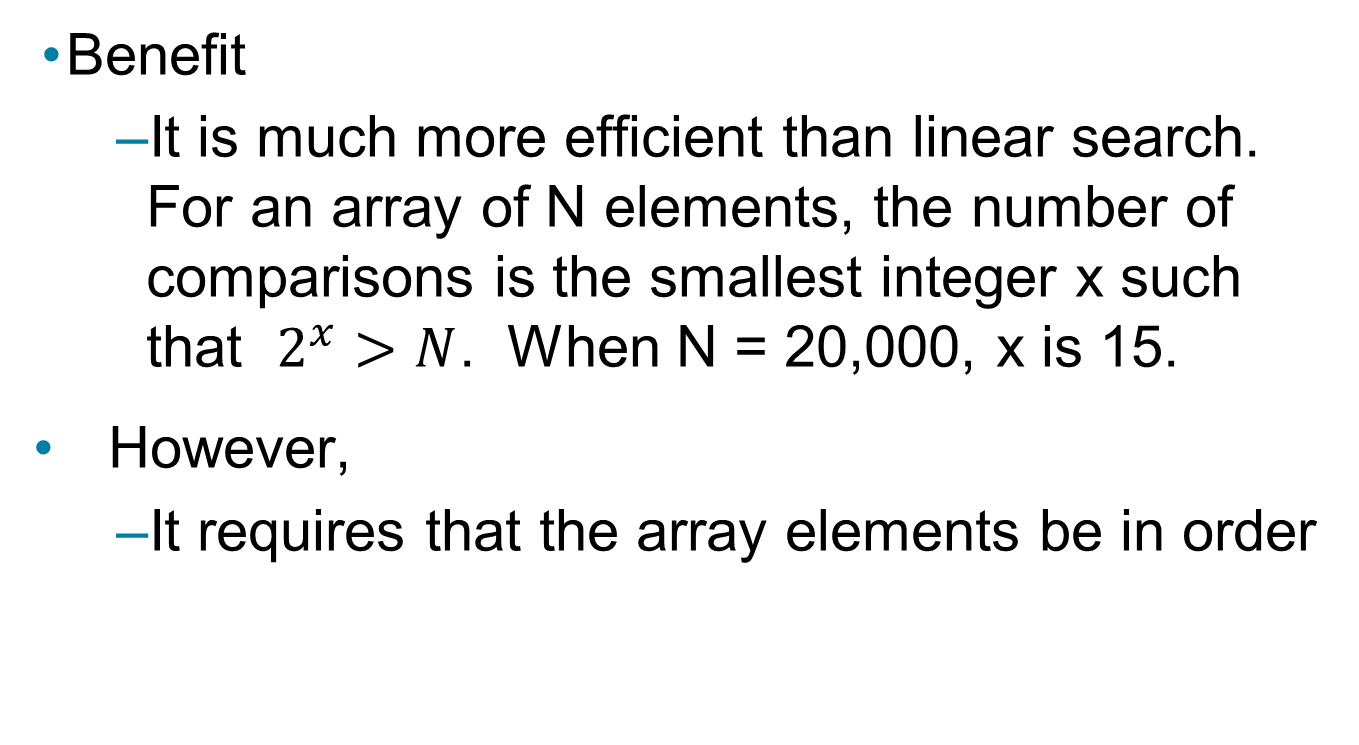 •Benefit
–It is much more efficient than linear search.
For an array of N elements, the number of
comparisons is the smallest integer x such
that 2^x > N. When N = 20,000, x is 15.
• However,
–It requires that the array elements be in order